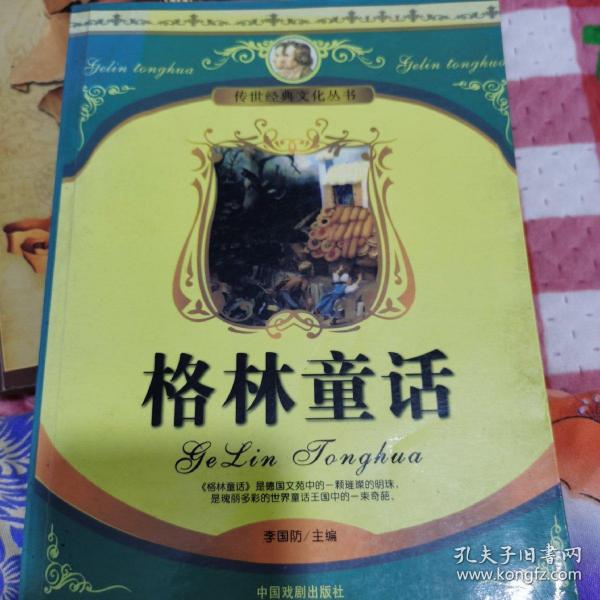 Gelin tonghua
Gelin tonghua
传世经典文化丛书
格林童话
GeLin Tonghua
《格林童话》是德国文苑中的一颗璀璨的明珠，
是瑰丽多彩的世界童话王国中的一束奇葩。
李国防/主编
中国戏剧出版社
孔夫子旧书网
www.kongfz.com